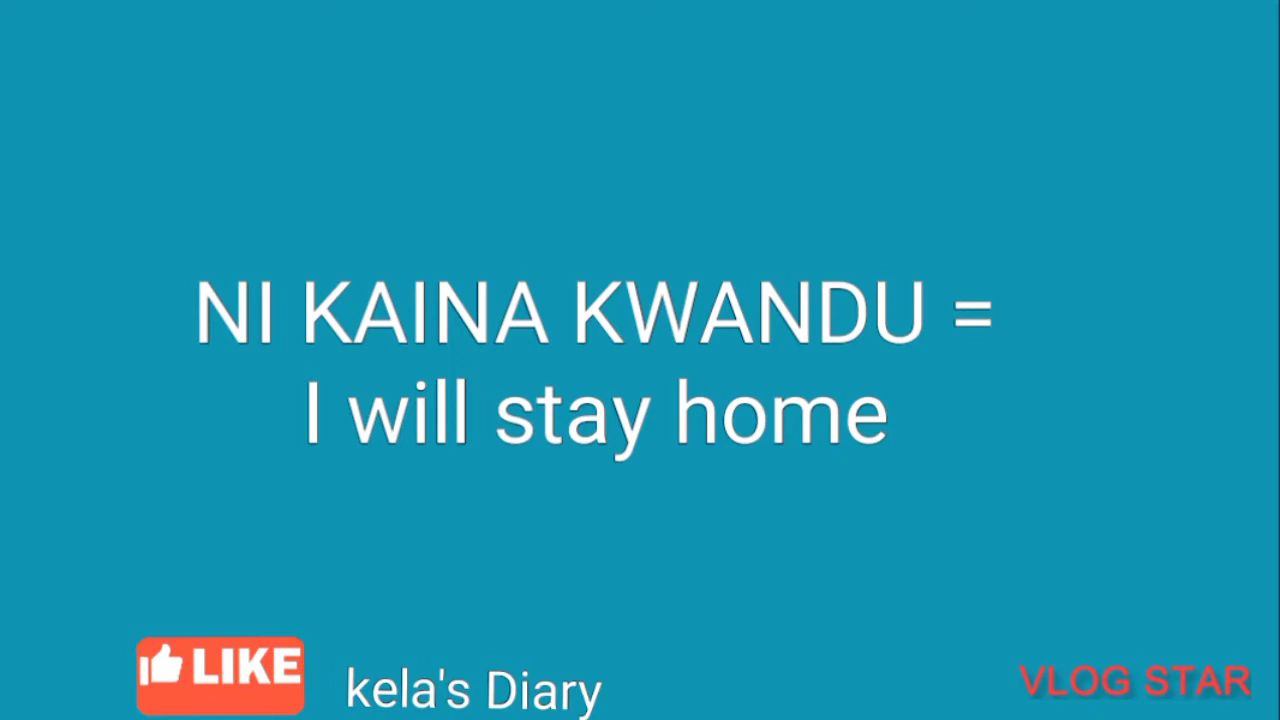 NI KAINA KWANDU =
I will stay home
LIKE
kela's Diary
VLOG STAR